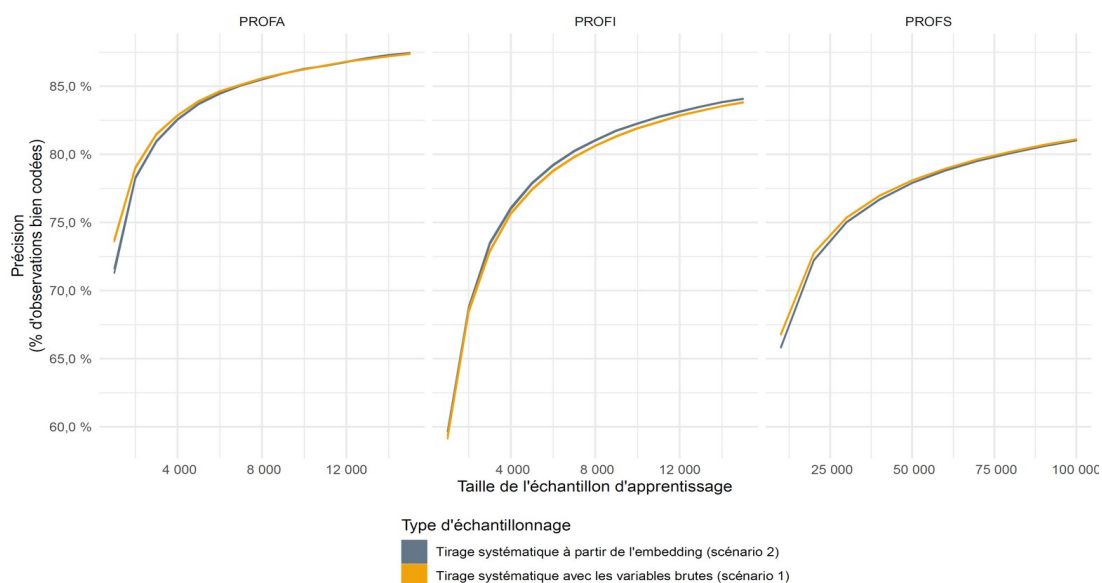 PROFA PROFI PROFS
85,0 %
80,0 %
75,0 %
70,0 %
65,0 %
60,0 %
Précision
(% d'observations bien codées)
4 000 8 000 12 000 4 000 8 000 12 000 25 000 50 000 75 000 100 000
Taille de l'échantillon d'apprentissage
Type d'échantillonnage
Tirage systématique à partir de l'embedding (scénario 2)
Tirage systématique avec les variables brutes (scénario 1)